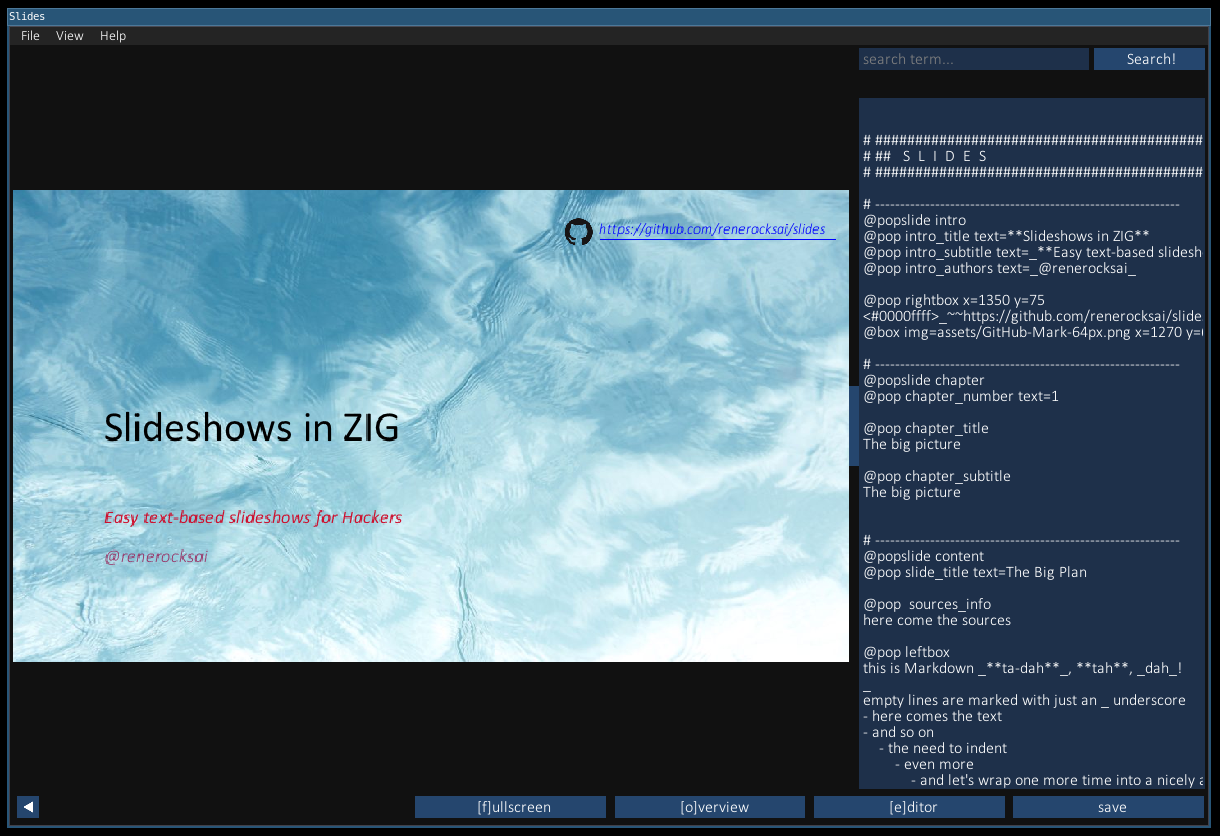 Slides
File View Help
search term...
Search!
https://github.com/renerocksai/slides
Slideshows in ZIG
Easy text-based slideshows for Hackers
@renerocksai
# #########################################
# ##   S  L  I  D  E  S
# #########################################
# -------------------------------------------------------------
@popslide intro
@pop intro_title text=**Slideshows in ZIG**
@pop intro_subtitle text=_**Easy text-based slidesh
@pop intro_authors text=_@renerocksai_
@pop rightbox x=1350 y=75
<#0000ffff>_~~https://github.com/renerocksai/slide
@box img=assets/GitHub-Mark-64px.png x=1270 y=
# -------------------------------------------------------------
@popslide chapter
@pop chapter_number text=1
@pop chapter_title
The big picture
@pop chapter_subtitle
The big picture
# -------------------------------------------------------------
@popslide content
@pop slide_title text=The Big Plan
@pop  sources_info
here come the sources
@pop leftbox
this is Markdown _**ta-dah**_, **tah**, _dah_!
_
empty lines are marked with just an _ underscore
- here comes the text
- and so on
- the need to indent
- even more
- and let's wrap one more time into a nicely a
[f]ullscreen
[o]verview
[e]ditor
save